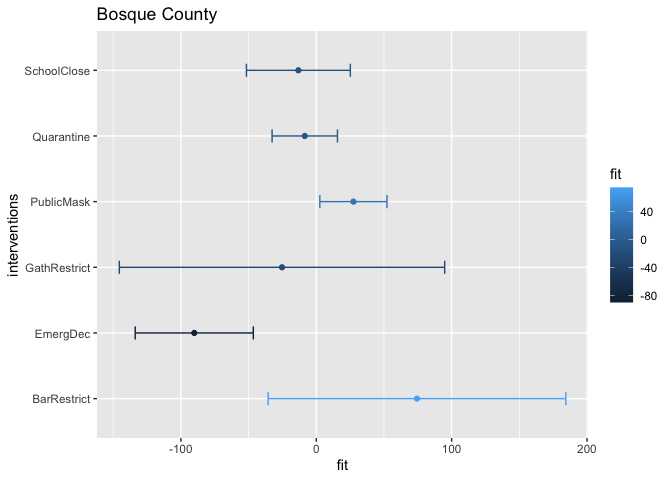 Bosque County
SchoolClose
Quarantine
PublicMask
GathRestrict
EmergDec
BarRestrict
interventions
-100
0
100
200
fit
fit
40
0
-40
-80